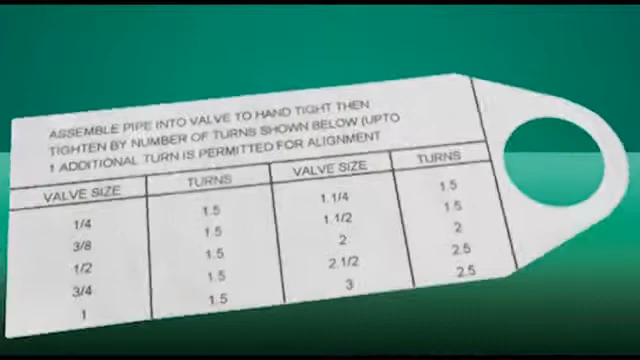 ASSEMBLE PIPE INTO VALVE TO HAND TIGHT THEN
TIGHTEN BY NUMBER OF TURNS SHOWN BELOW (UPTO
1 ADDITIONAL TURN IS PERMITTED FOR ALIGNMENT
VALVE SIZE TURNS VALVE SIZE TURNS
1/4 1.5 1.1/4 1.5
3/8 1.5 1.1/2 1.5
1/2 1.5 2 2
3/4 1.5 2.1/2 2.5
1 1.5 3 2.5